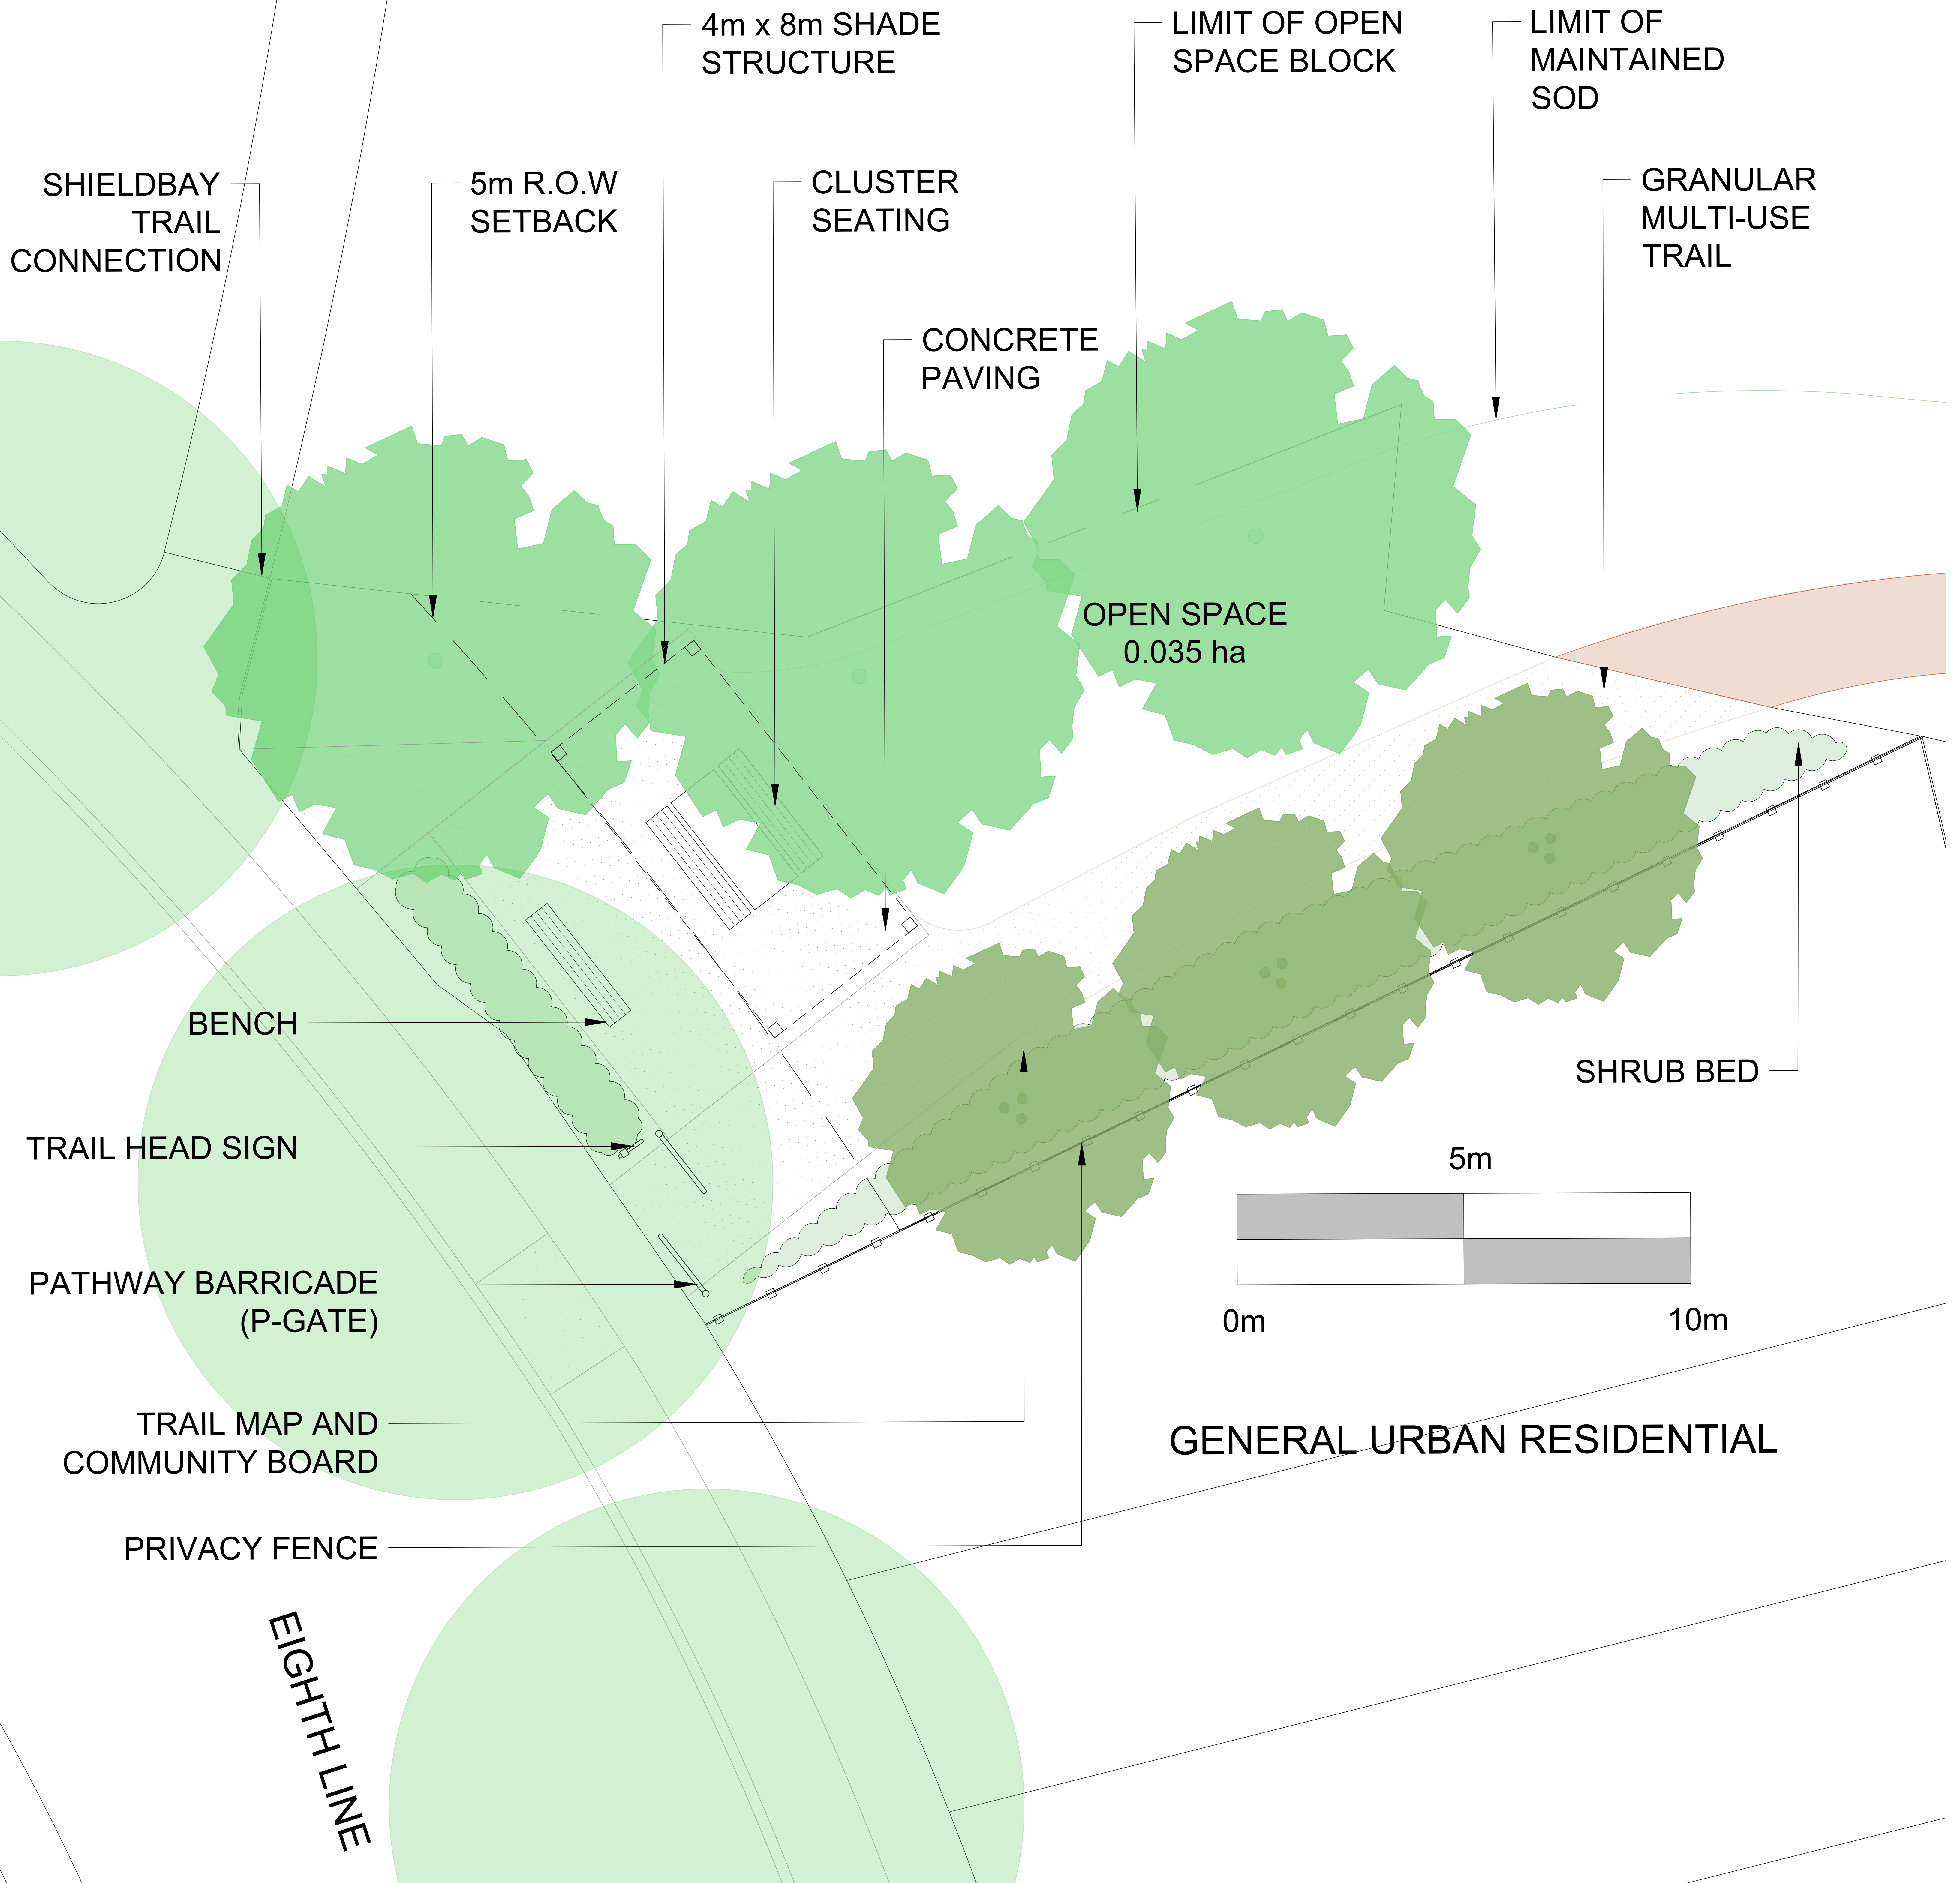 4m x 8m SHADE
STRUCTURE
LIMIT OF OPEN
SPACE BLOCK
LIMIT OF
MAINTAINED
SOD
SHIELDBAY
TRAIL
CONNECTION
5m R.O.W
SETBACK
CLUSTER
SEATING
GRANULAR
MULTI-USE
TRAIL
CONCRETE
PAVING
OPEN SPACE
0.035 ha
BENCH
SHRUB BED
TRAIL HEAD SIGN
5m
0m
10m
PATHWAY BARRICADE
(P-GATE)
TRAIL MAP AND
COMMUNITY BOARD
GENERAL URBAN RESIDENTIAL
PRIVACY FENCE
EIGHTH LINE